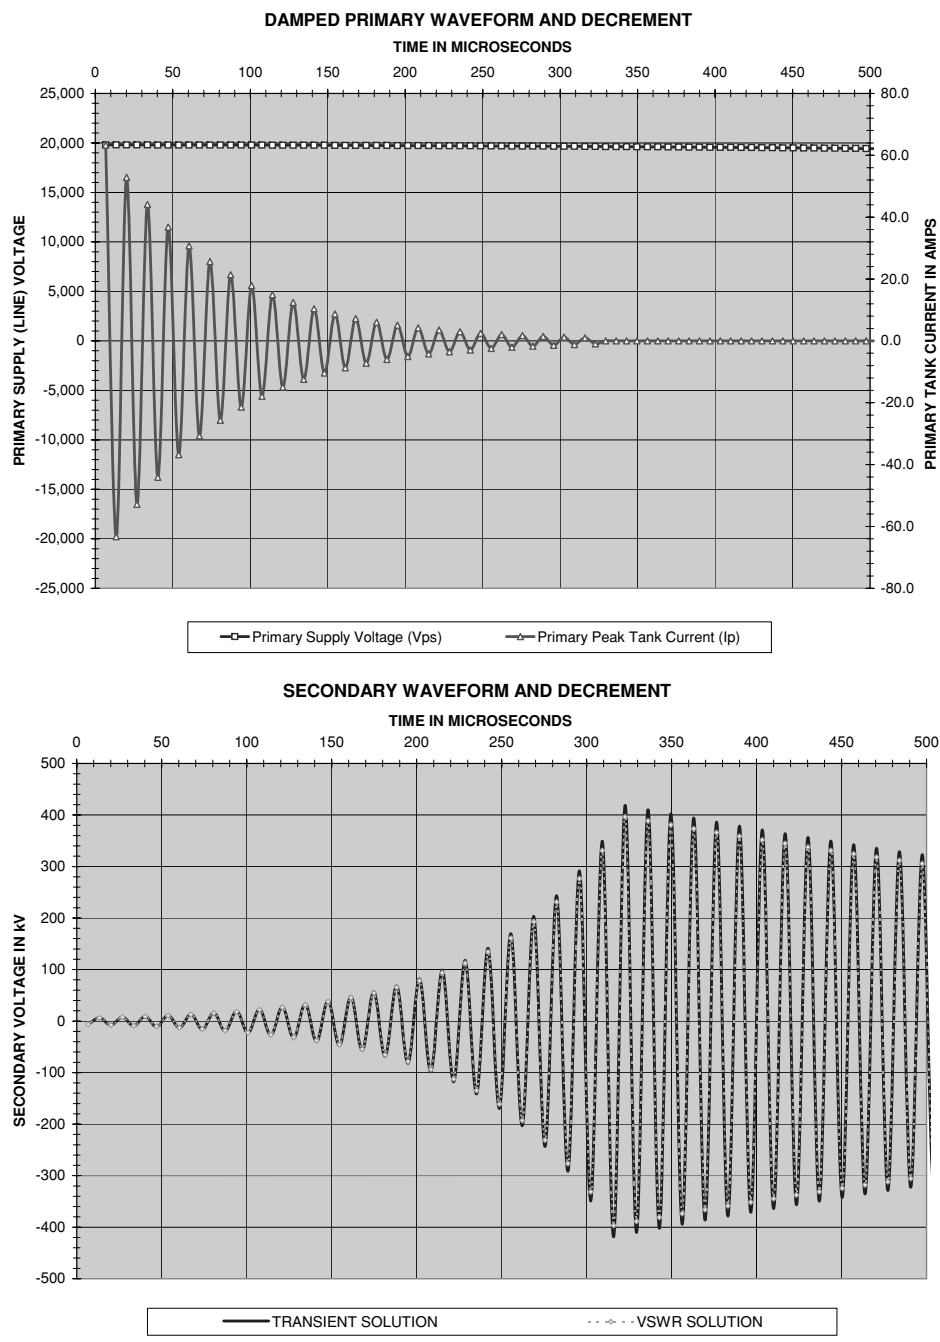 DAMPED PRIMARY WAVEFORM AND DECREMENT
TIME IN MICROSECONDS
0 50 100 150 200 250 300 350 400 450 500
25,000 80.0
20,000 60.0
15,000
10,000 40.0
5,000 20.0
0 0.0
-5,000 -20.0
-10,000
-15,000 -40.0
-20,000 -60.0
-25,000 -80.0
PRIMARY SUPPLY (LINE) VOLTAGE
PRIMARY TANK CURRENT IN AMPS
Primary Supply Voltage (Vps) Primary Peak Tank Current (Ip)
SECONDARY WAVEFORM AND DECREMENT
TIME IN MICROSECONDS
0 50 100 150 200 250 300 350 400 450 500
500
400
300
200
100
0
-100
-200
-300
-400
-500
SECONDARY VOLTAGE IN kV
TRANSIENT SOLUTION VSWR SOLUTION